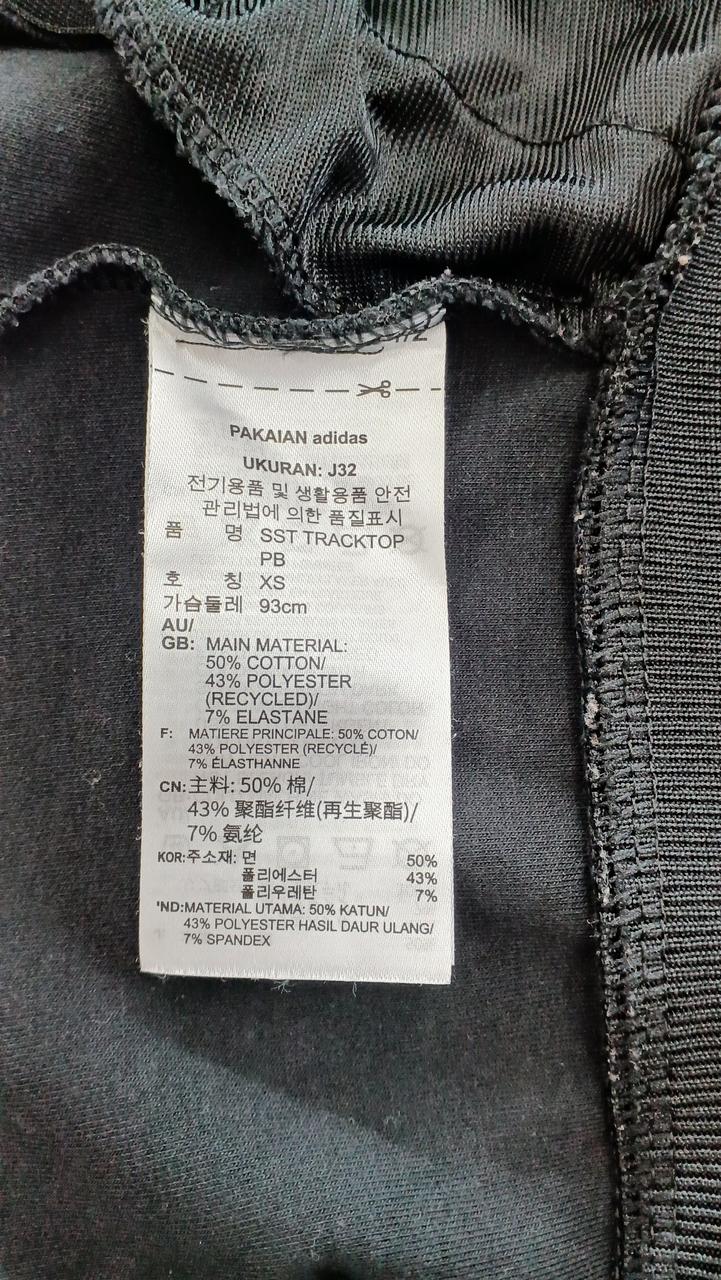 PAKAIAN adidas
UKURAN: J32
전기용품 및 생활용품 안전
관리법에 의한 품질표시
품 명 SST TRACKTOP
PB
호 칭 XS
가슴둘레 93cm
AU/
GB: MAIN MATERIAL:
50% COTTON/
43% POLYESTER
(RECYCLED)/
7% ELASTANE
F: MATIERE PRINCIPALE: 50% COTON/
43% POLYESTER (RECYCLÉ)/
7% ÉLASTHANNE
CN:主料: 50% 棉/
43% 聚酯纤维(再生聚酯)/
7% 氨纶
KOR:주소재: 면 50%
폴리에스터 43%
폴리우레탄 7%
'ND:MATERIAL UTAMA: 50% KATUN/
43% POLYESTER HASIL DAUR ULANG/
7% SPANDEX